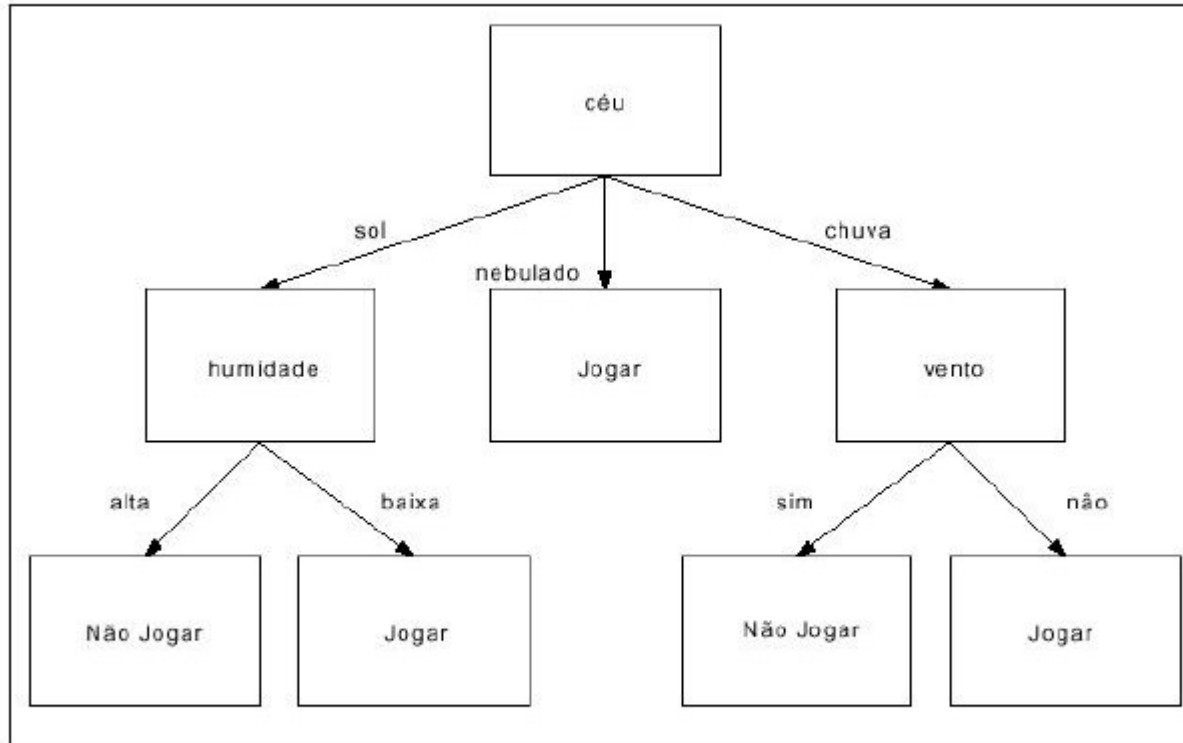 céu
sol
chuva
nebulado
humidade
Jogar
vento
alta
baixa
sim
não
Não Jogar
Jogar
Não Jogar
Jogar